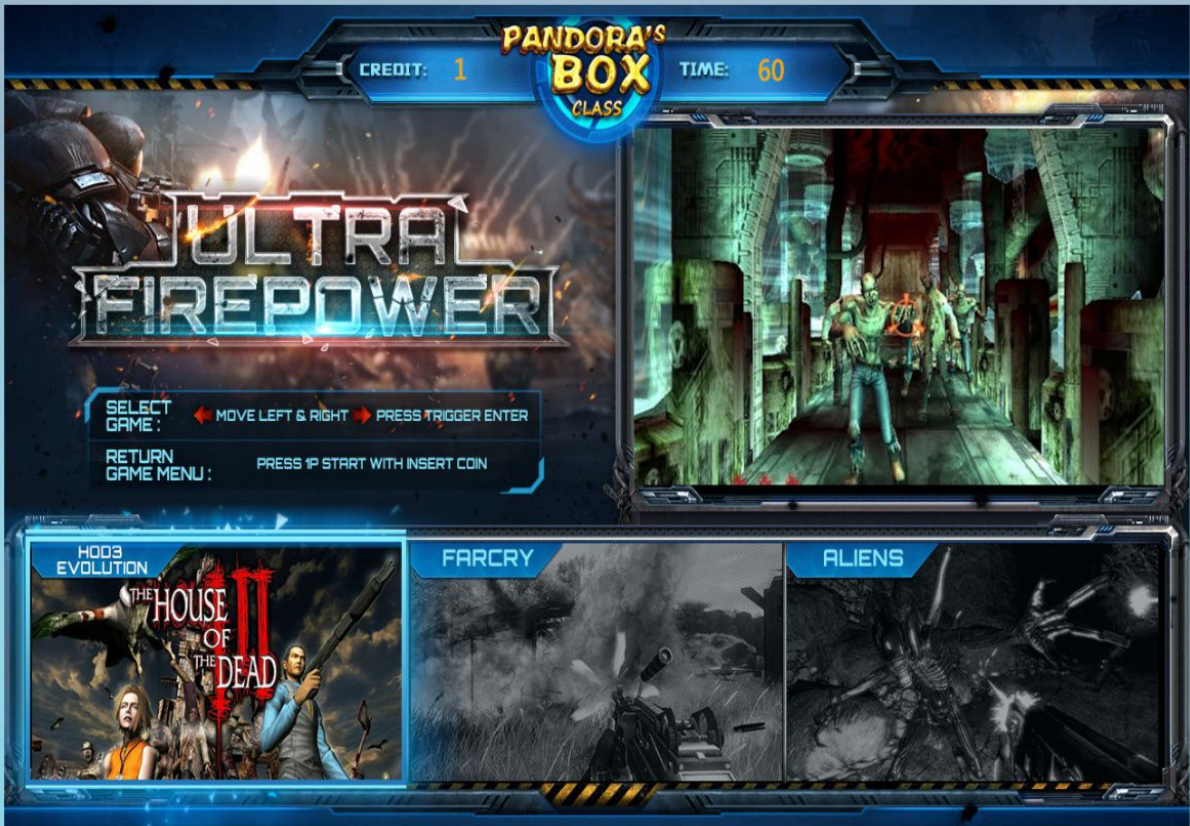 PANDORA'S
BOX
CLASS
CREDIT: 1
TIME: 60
ULTRA
FIREPOWER
SELECT
GAME :
MOVE LEFT & RIGHT
PRESS TRIGGER ENTER
RETURN
GAME MENU :
PRESS 1P START WITH INSERT COIN
HOD3
EVOLUTION
THE HOUSE
OF
THE DEAD
III
FARCRY
ALIENS